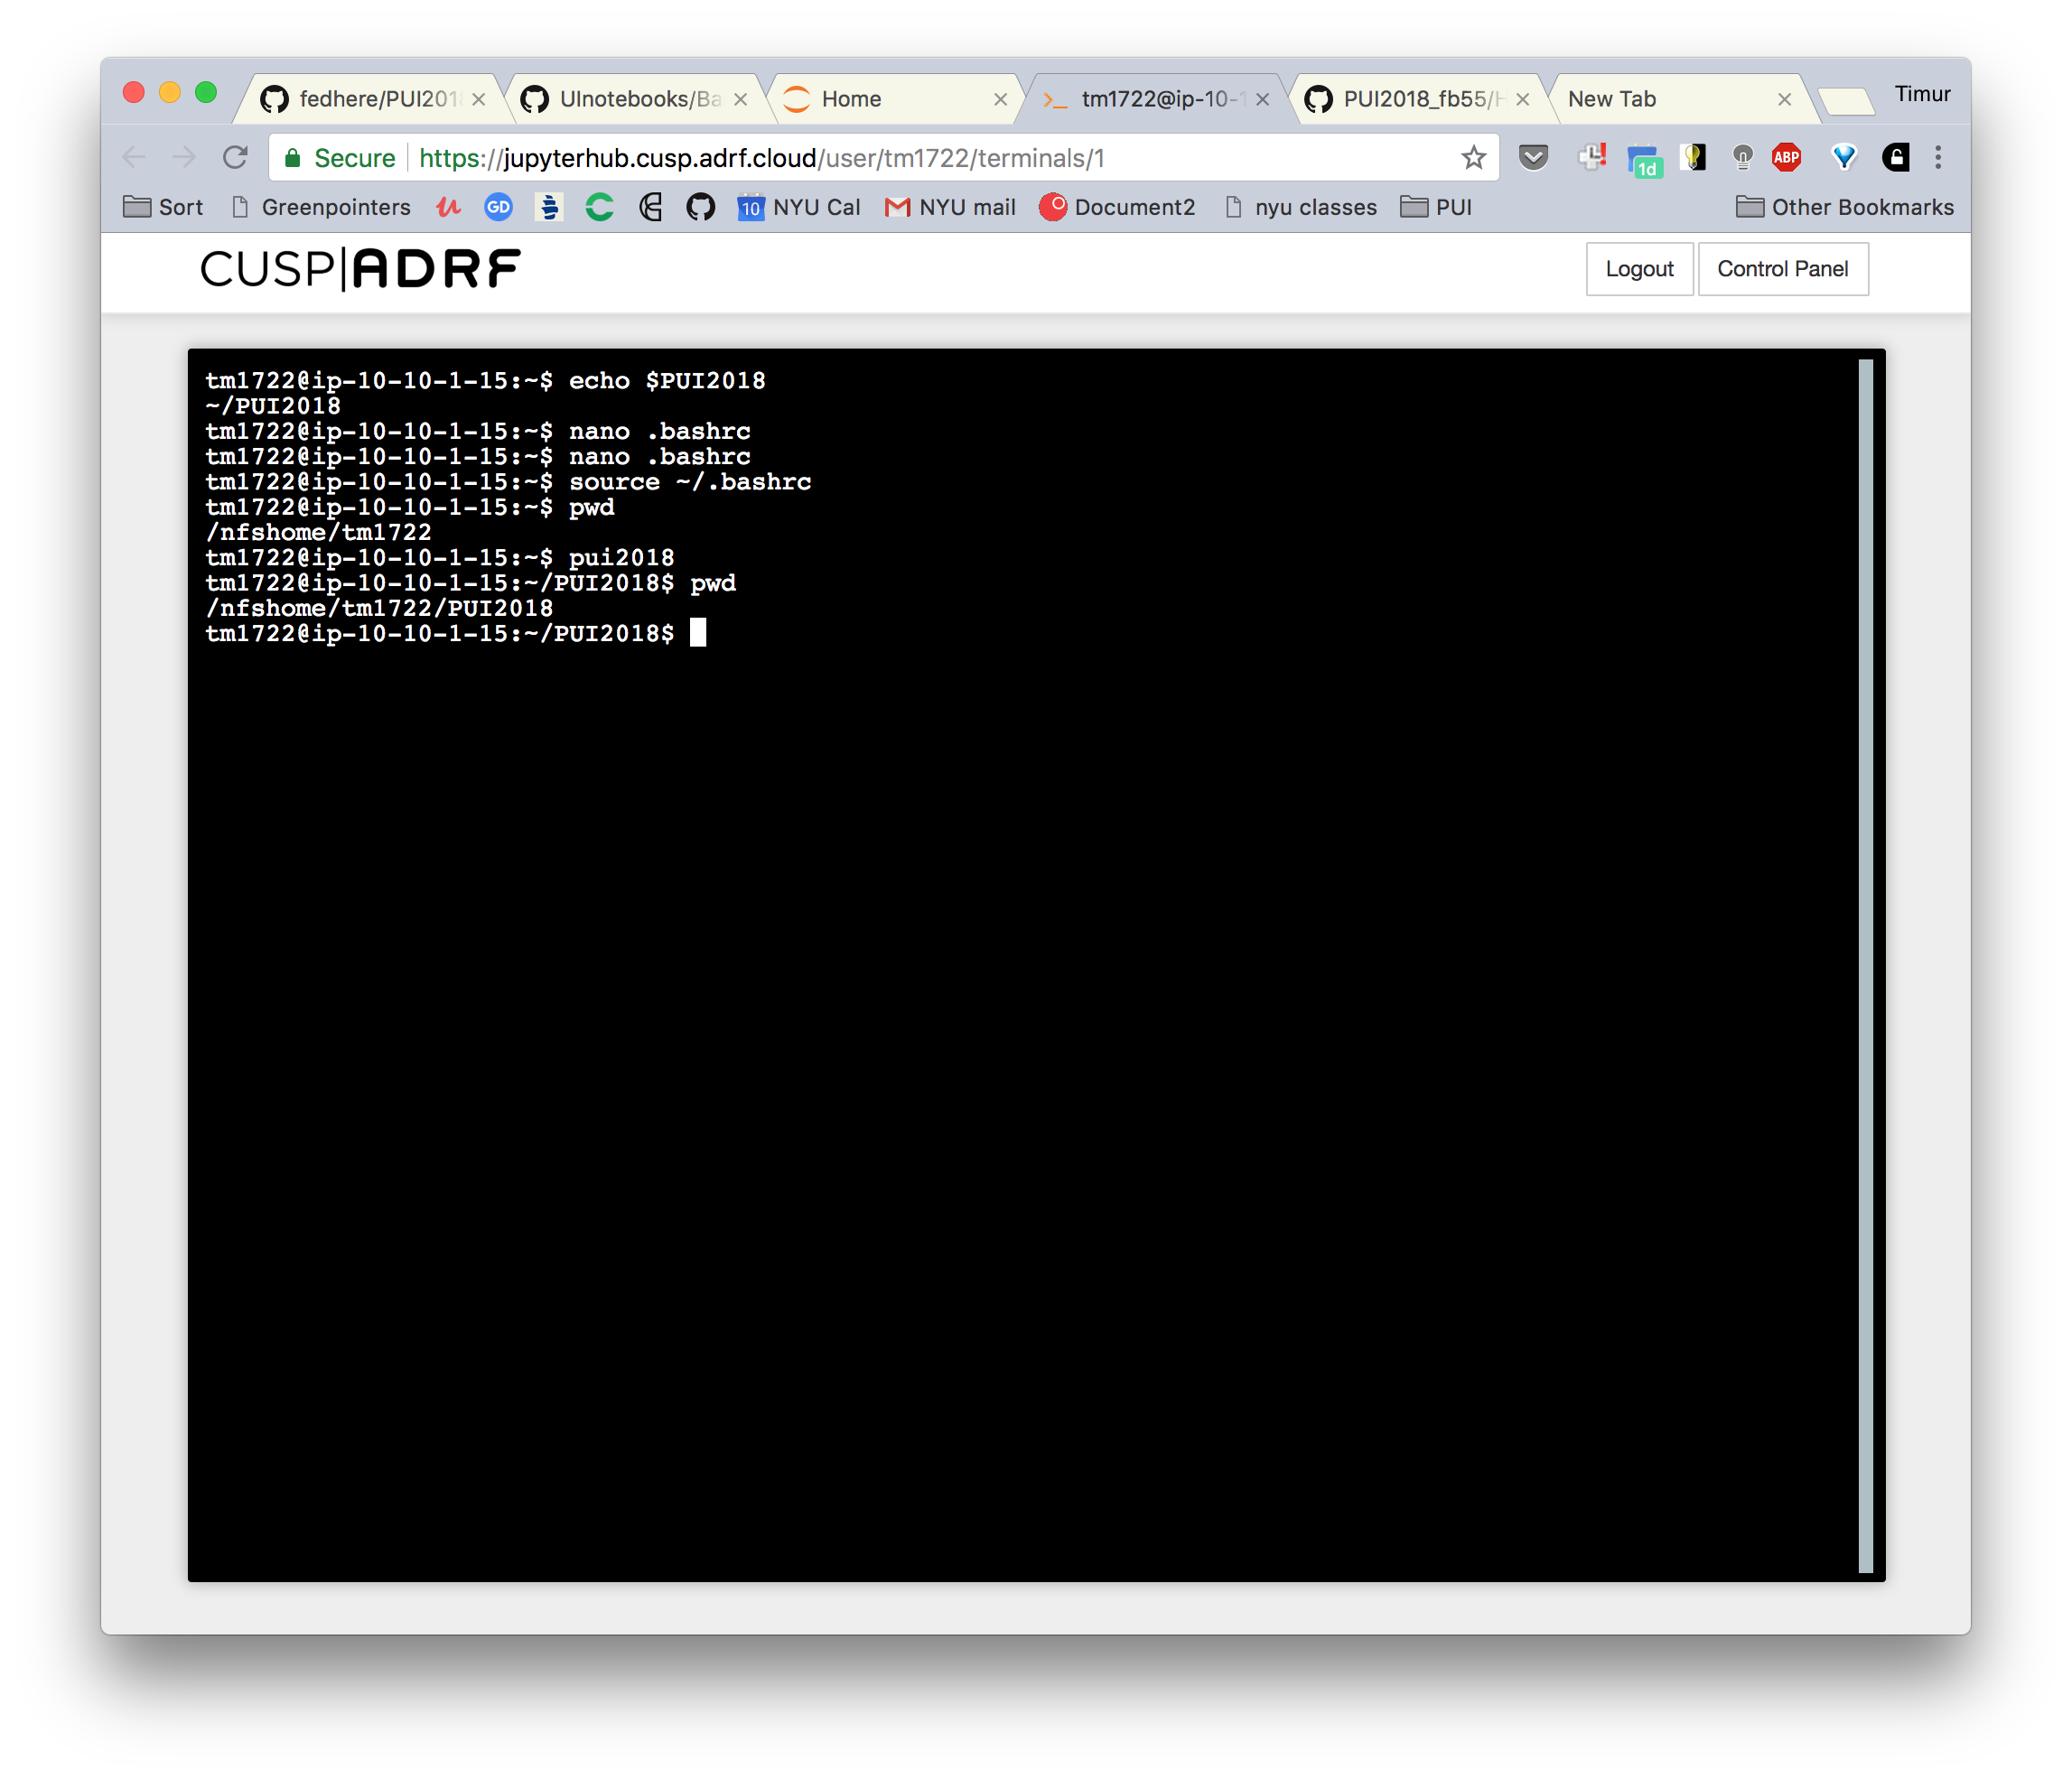 fedhere/PUI201 UInotebooks/Ba Home tm1722@ip-10-1 PUI2018_fb55/H New Tab Timur
Secure https://jupyterhub.cusp.adrf.cloud/user/tm1722/terminals/1 1d ABP
Sort Greenpointers GD 10 NYU Cal NYU mail Document2 nyu classes PUI Other Bookmarks
CUSP|ADRF Logout Control Panel
tm1722@ip-10-10-1-15:~$ echo $PUI2018
~/PUI2018
tm1722@ip-10-10-1-15:~$ nano .bashrc
tm1722@ip-10-10-1-15:~$ nano .bashrc
tm1722@ip-10-10-1-15:~$ source ~/.bashrc
tm1722@ip-10-10-1-15:~$ pwd
/nfshome/tm1722
tm1722@ip-10-10-1-15:~$ pui2018
tm1722@ip-10-10-1-15:~/PUI2018$ pwd
/nfshome/tm1722/PUI2018
tm1722@ip-10-10-1-15:~/PUI2018$